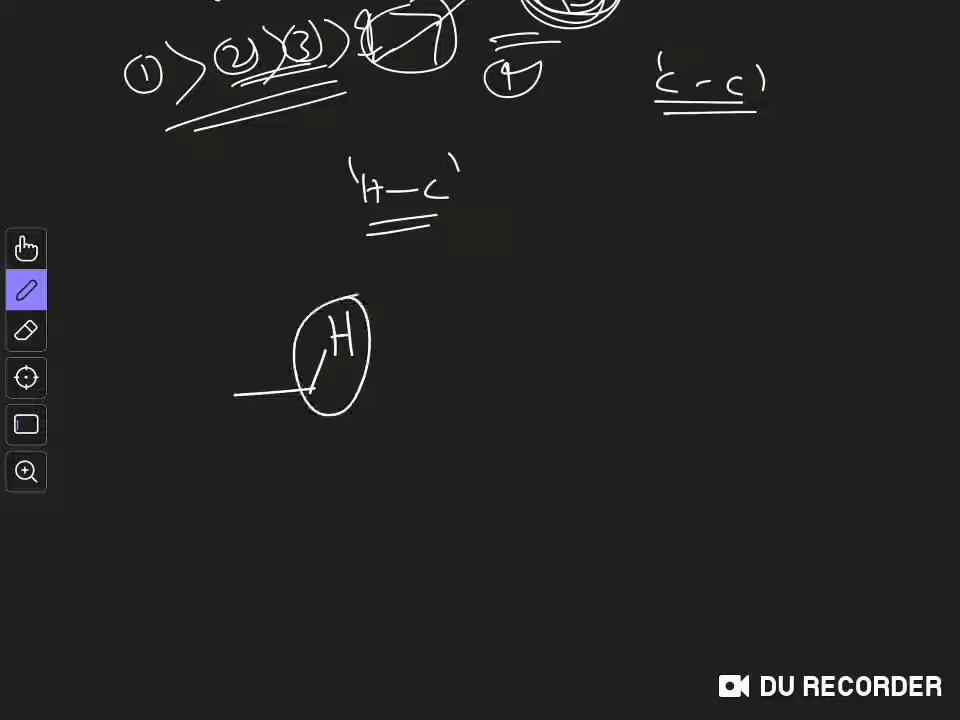 ① > ② > ③ >
④
'C - C'
'H - C'
H
DU RECORDER